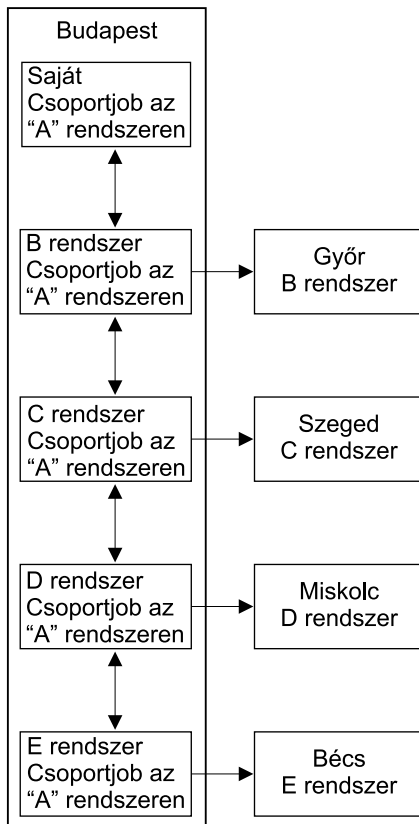 Budapest
Saját
Csoportjob az
“A” rendszeren
B rendszer
Csoportjob az
“A” rendszeren
Győr
B rendszer
C rendszer
Csoportjob az
“A” rendszeren
Szeged
C rendszer
D rendszer
Csoportjob az
“A” rendszeren
Miskolc
D rendszer
E rendszer
Csoportjob az
“A” rendszeren
Bécs
E rendszer